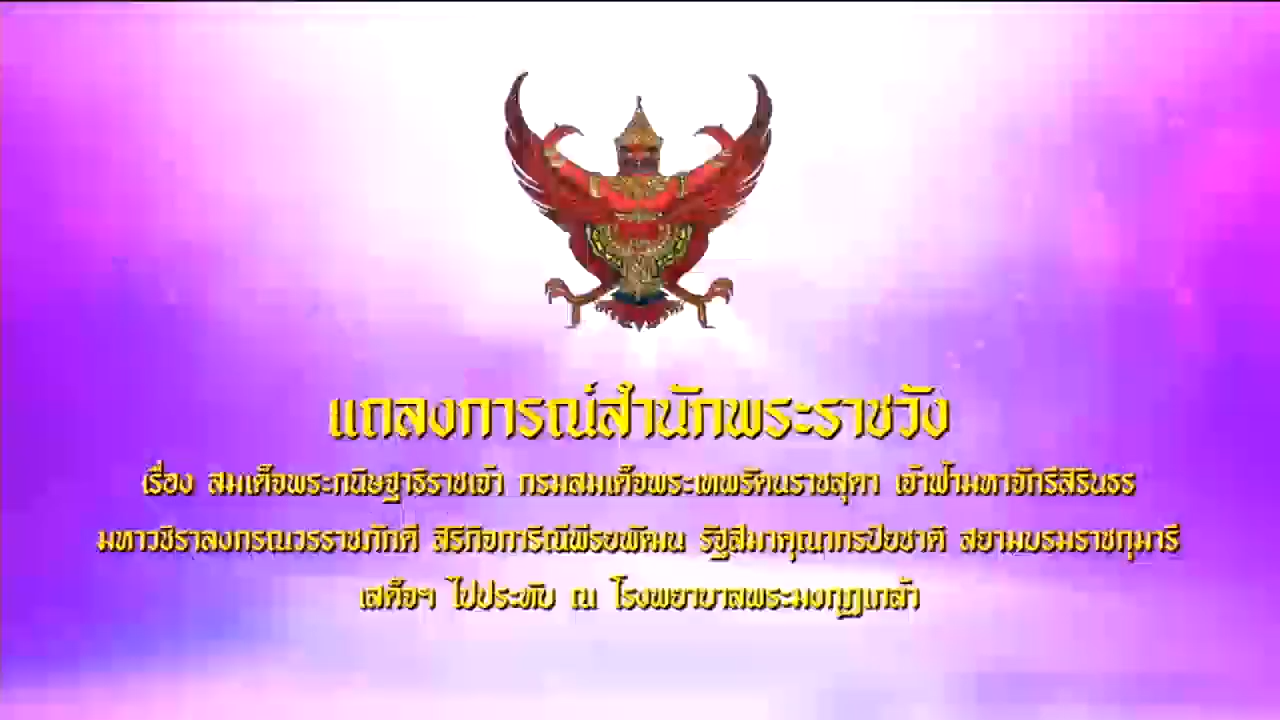 แถลงการณ์สำนักพระราชวัง
เรื่อง สมเด็จพระกนิษฐาธิราชเจ้า กรมสมเด็จพระเทพรัตนราชสุดา เจ้าฟ้ามหาจักรีสิรินธร
มหาวชิราลงกรณวรราชภักดี สิริกิจการิณีพีรยพัฒน รัฐสีมาคุณากรปิยชาติ สยามบรมราชกุมารี
เสด็จฯ ไปประทับ ณ โรงพยาบาลพระมงกุฎเกล้า